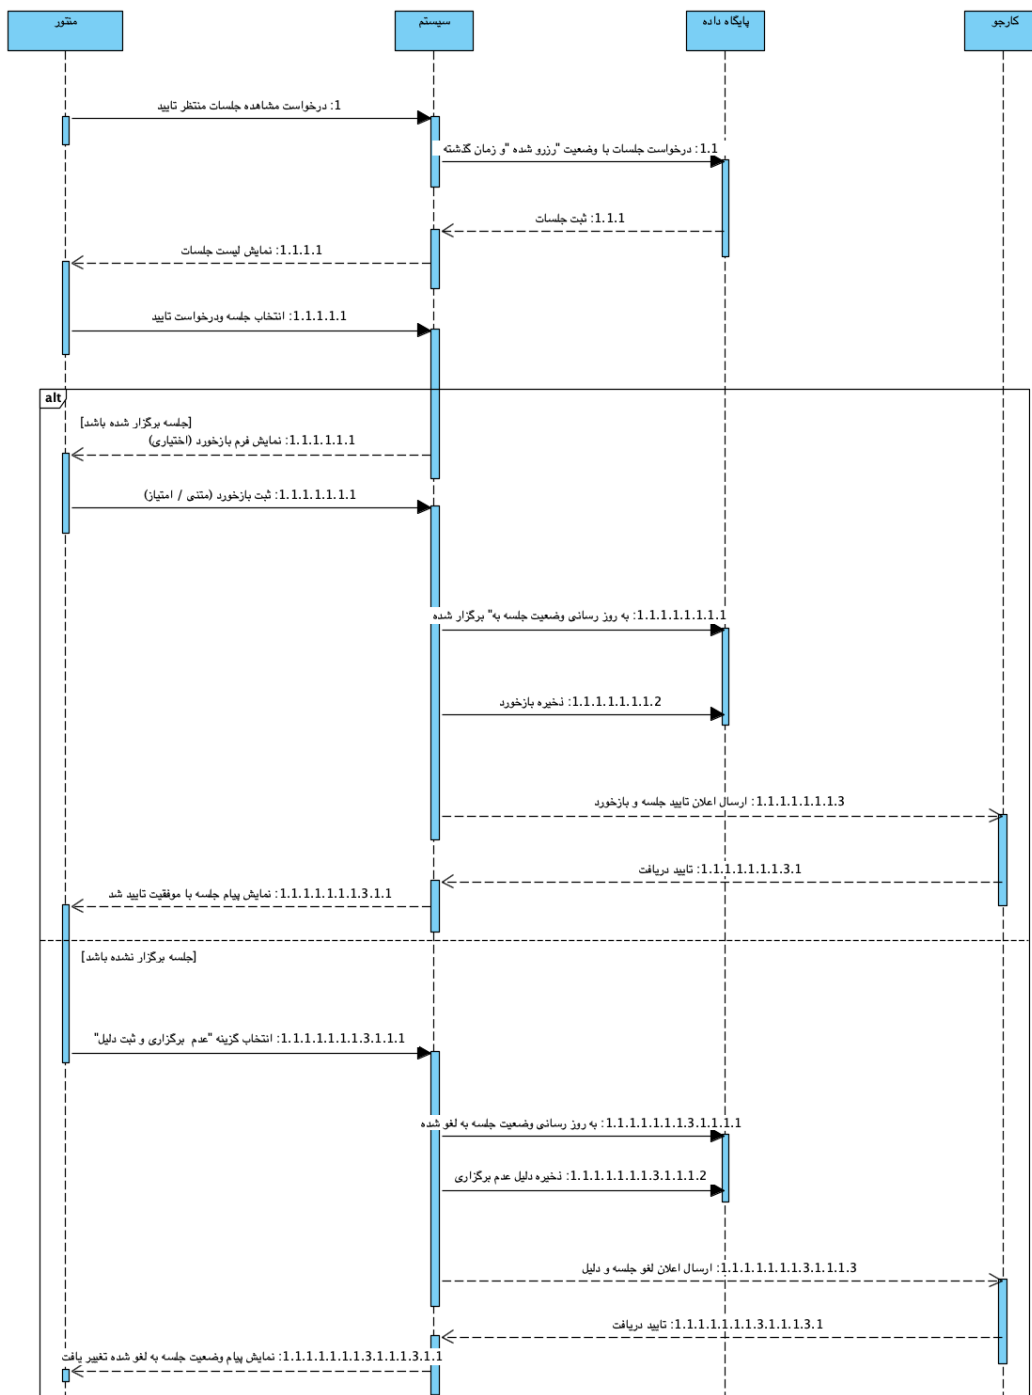 منتور
سیستم
پایگاه داده
کارجو
1: درخواست مشاهده جلسات منتظر تایید
1.1: درخواست جلسات با وضعیت "رزرو شده "و زمان گذشته
1.1.1: ثبت جلسات
1.1.1.1: نمایش لیست جلسات
1.1.1.1.1: انتخاب جلسه ودرخواست تایید
alt
[جلسه برگزار شده باشد]
1.1.1.1.1.1: نمایش فرم بازخورد (اختیاری)
1.1.1.1.1.1.1: ثبت بازخورد (متنی / امتیاز)
1.1.1.1.1.1.1.1: به روز رسانی وضعیت جلسه به" برگزار شده
1.1.1.1.1.1.1.2: ذخیره بازخورد
1.1.1.1.1.1.1.3: ارسال اعلان تایید جلسه و بازخورد
1.1.1.1.1.1.1.3.1: تایید دریافت
1.1.1.1.1.1.1.3.1.1: نمایش پیام جلسه با موفقیت تایید شد
[جلسه برگزار نشده باشد]
1.1.1.1.1.1.1.3.1.1.1: انتخاب گزینه "عدم برگزاری و ثبت دلیل"
1.1.1.1.1.1.1.3.1.1.1.1: به روز رسانی وضعیت جلسه به لغو شده
1.1.1.1.1.1.1.3.1.1.1.2: ذخیره دلیل عدم برگزاری
1.1.1.1.1.1.1.3.1.1.1.3: ارسال اعلان لغو جلسه و دلیل
1.1.1.1.1.1.1.3.1.1.1.3.1: تایید دریافت
1.1.1.1.1.1.1.3.1.1.1.3.1.1: نمایش پیام وضعیت جلسه به لغو شده تغییر یافت